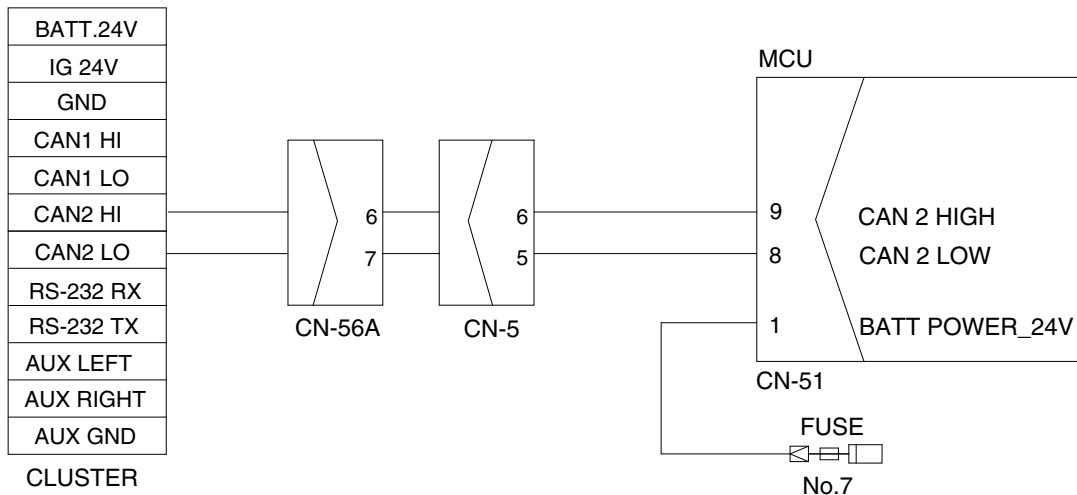 BATT.24V
IG 24V
GND
CAN1 HI
CAN1 LO
CAN2 HI
CAN2 LO
RS-232 RX
RS-232 TX
AUX LEFT
AUX RIGHT
AUX GND
CLUSTER
6
7
CN-56A
6
5
CN-5
MCU
9 CAN 2 HIGH
8 CAN 2 LOW
1 BATT POWER_24V
CN-51
FUSE
No.7